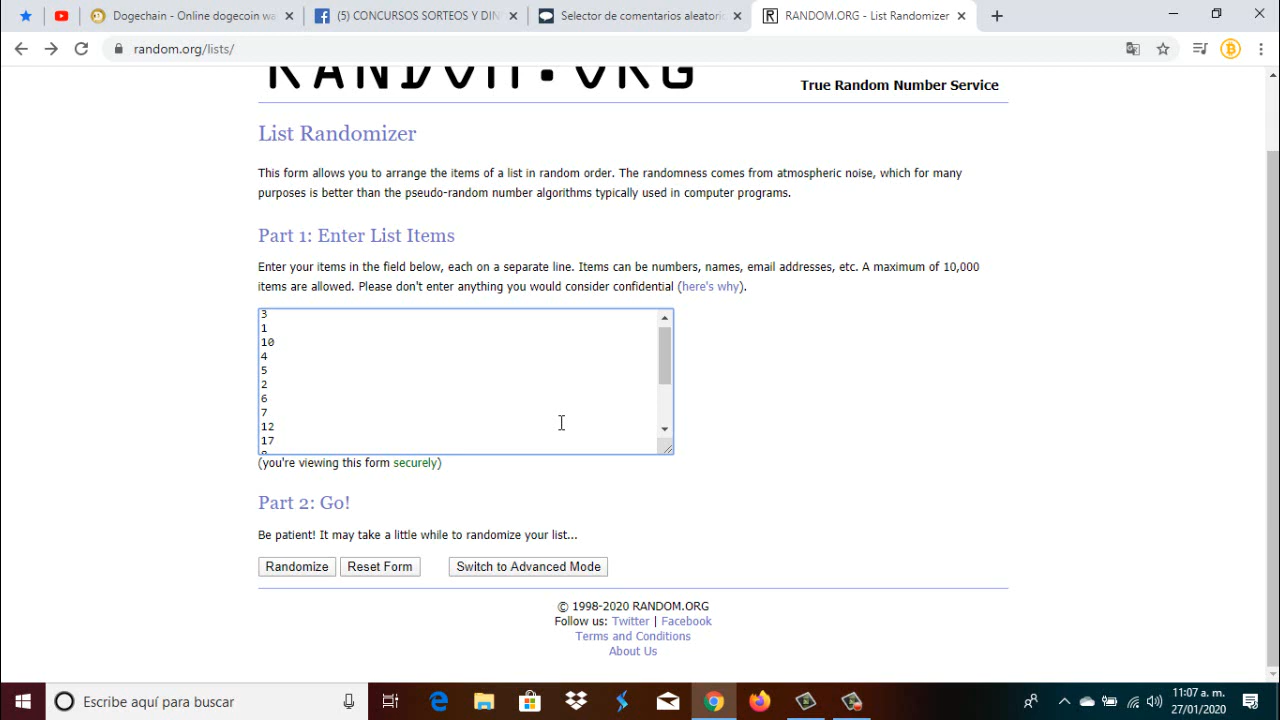 Dogechain - Online dogecoin wa
(5) CONCURSOS SORTEOS Y DI
Selector de comentarios aleatori
RANDOM.ORG - List Randomizer
random.org/lists/
RANDOM.ORG
True Random Number Service
List Randomizer
This form allows you to arrange the items of a list in random order. The randomness comes from atmospheric noise, which for many
purposes is better than the pseudo-random number algorithms typically used in computer programs.
Part 1: Enter List Items
Enter your items in the field below, each on a separate line. Items can be numbers, names, email addresses, etc. A maximum of 10,000
items are allowed. Please don't enter anything you would consider confidential (here's why).
3
1
10
4
5
2
6
7
12
17
(you're viewing this form securely)
Part 2: Go!
Be patient! It may take a little while to randomize your list...
Randomize Reset Form Switch to Advanced Mode
© 1998-2020 RANDOM.ORG
Follow us: Twitter | Facebook
Terms and Conditions
About Us
Escribe aquí para buscar
11:07 a. m.
27/01/2020